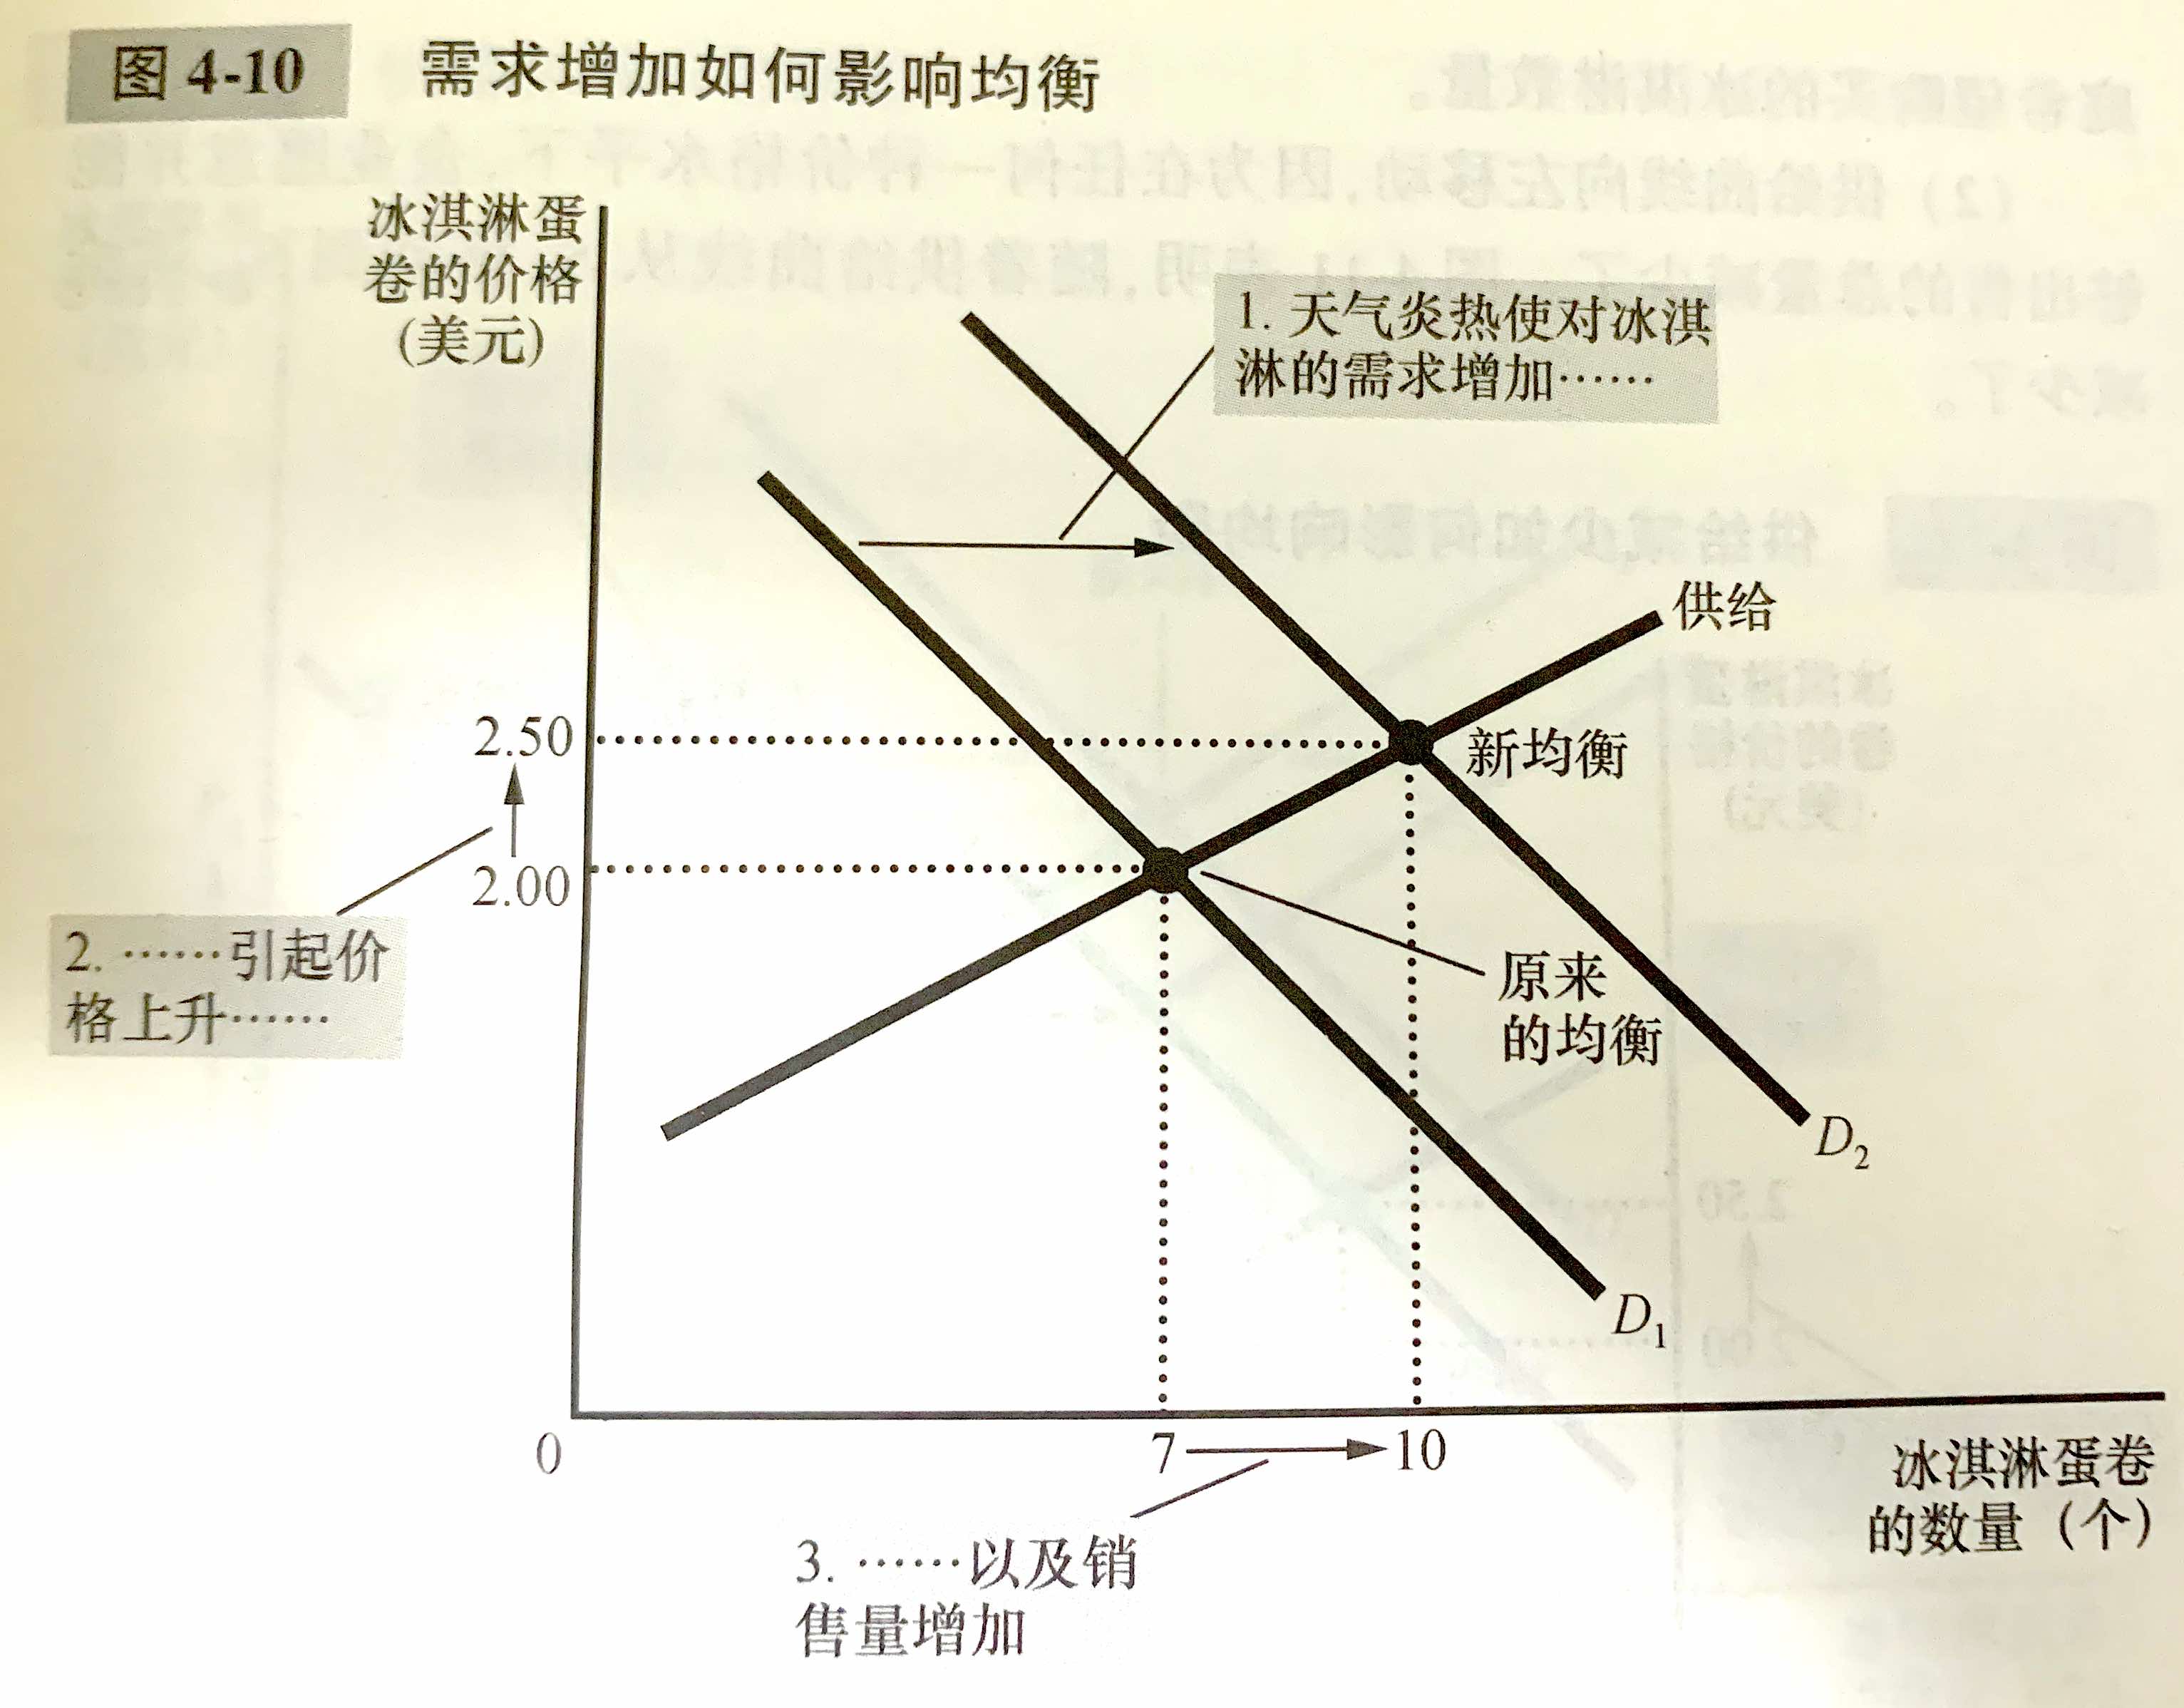 图 4-10 需求增加如何影响均衡
冰淇淋蛋
卷的价格
(美元)
1. 天气炎热使对冰淇
淋的需求增加……
供给
2.50
新均衡
2.00
2. ……引起价
格上升……
原来
的均衡
D₂
D₁
0
7
10
冰淇淋蛋卷
的数量（个）
3. ……以及销
售量增加